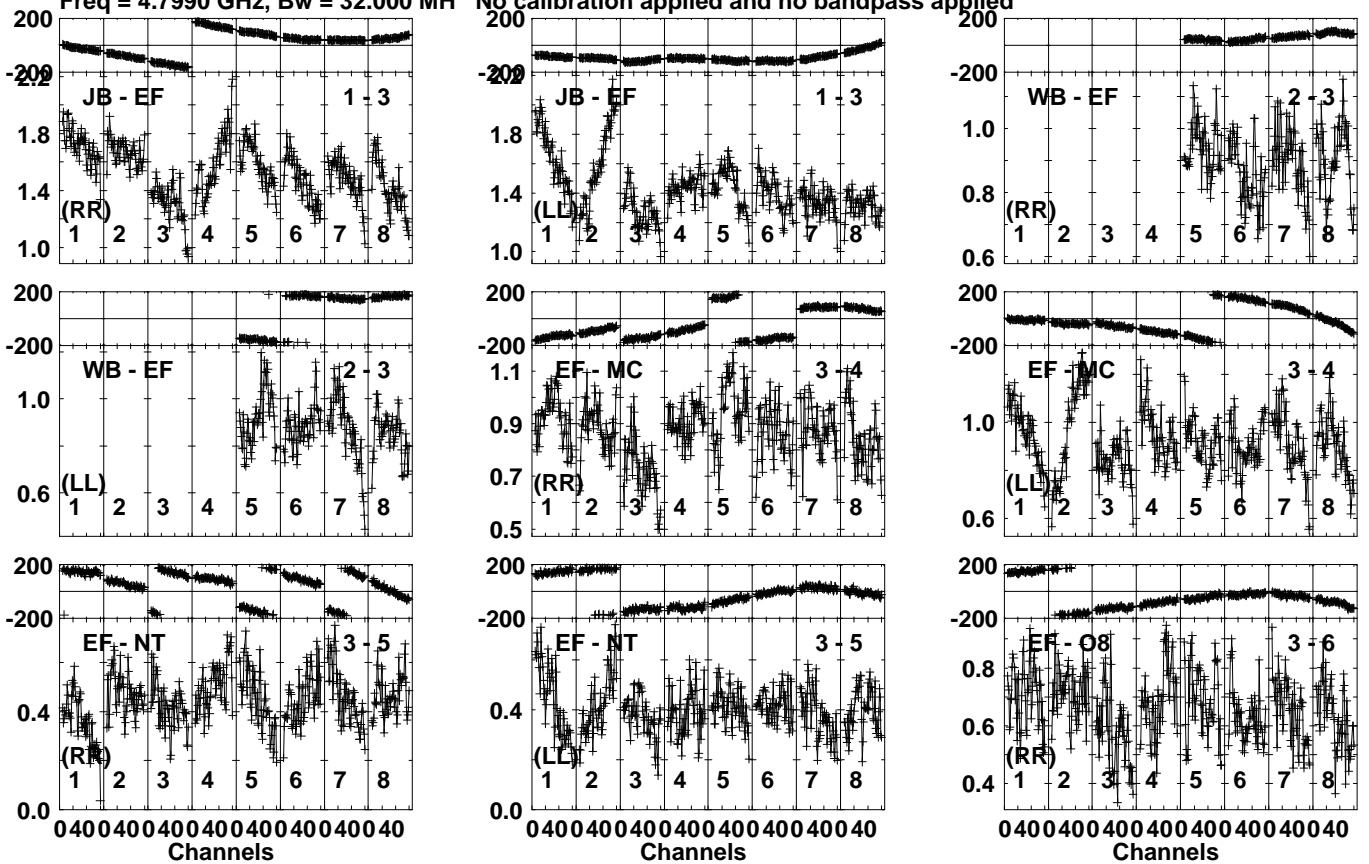 Freq = 4.7990 GHz, Bw = 32.000 MH No calibration applied and no bandpass applied
200 200 200
-200 -200 -200
2.2 JB - EF 1 - 3 2.2 JB - EF 1 - 3 WB - EF 2 - 3
1.8 1.8 1.0
1.4 1.4 0.8
(RR) (LL) (RR)
1 2 3 4 5 6 7 8 1 2 3 4 5 6 7 8 1 2 3 4 5 6 7 8
1.0 1.0 0.6
200 200 200
-200 -200 -200
WB - EF 2 - 3 EF - MC 3 - 4 EF - MC 3 - 4
1.0 1.1 1.0
0.9
0.7
0.6 0.6
(LL) (RR) (LL)
1 2 3 4 5 6 7 8 1 2 3 4 5 6 7 8 1 2 3 4 5 6 7 8
0.5
200 200 200
-200 -200 -200
EF - NT 3 - 5 EF - NT 3 - 5 EF - O8 3 - 6
0.8
0.4 0.4 0.6
(RR) (LL) (RR)
1 2 3 4 5 6 7 8 1 2 3 4 5 6 7 8 1 2 3 4 5 6 7 8
0.0 0.0 0.4
0 40 0 40 0 40 0 40 0 40 0 40 0 40 0 40 0 40 0 40 0 40 0 40 0 40 0 40 0 40 0 40 0 40 0 40 0 40 0 40 0 40 0 40 0 40 0 40
Channels Channels Channels